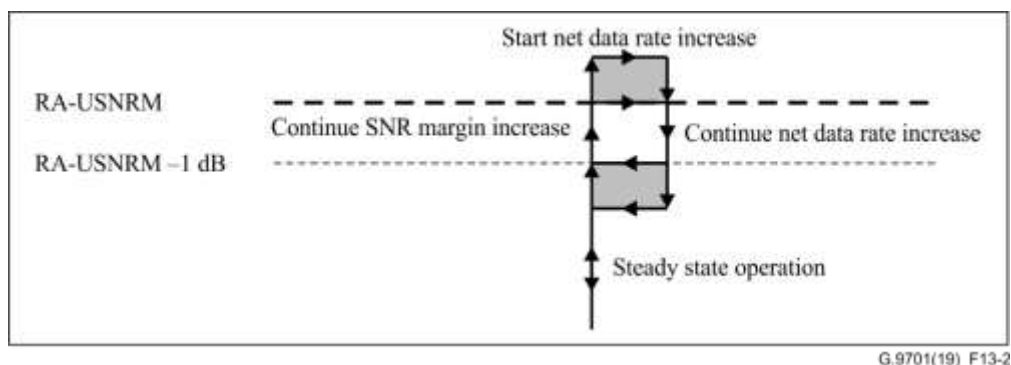 Start net data rate increase
RA-USNRM
Continue SNR margin increase
Continue net data rate increase
RA-USNRM –1 dB
Steady state operation
G.9701(19)_F13-2